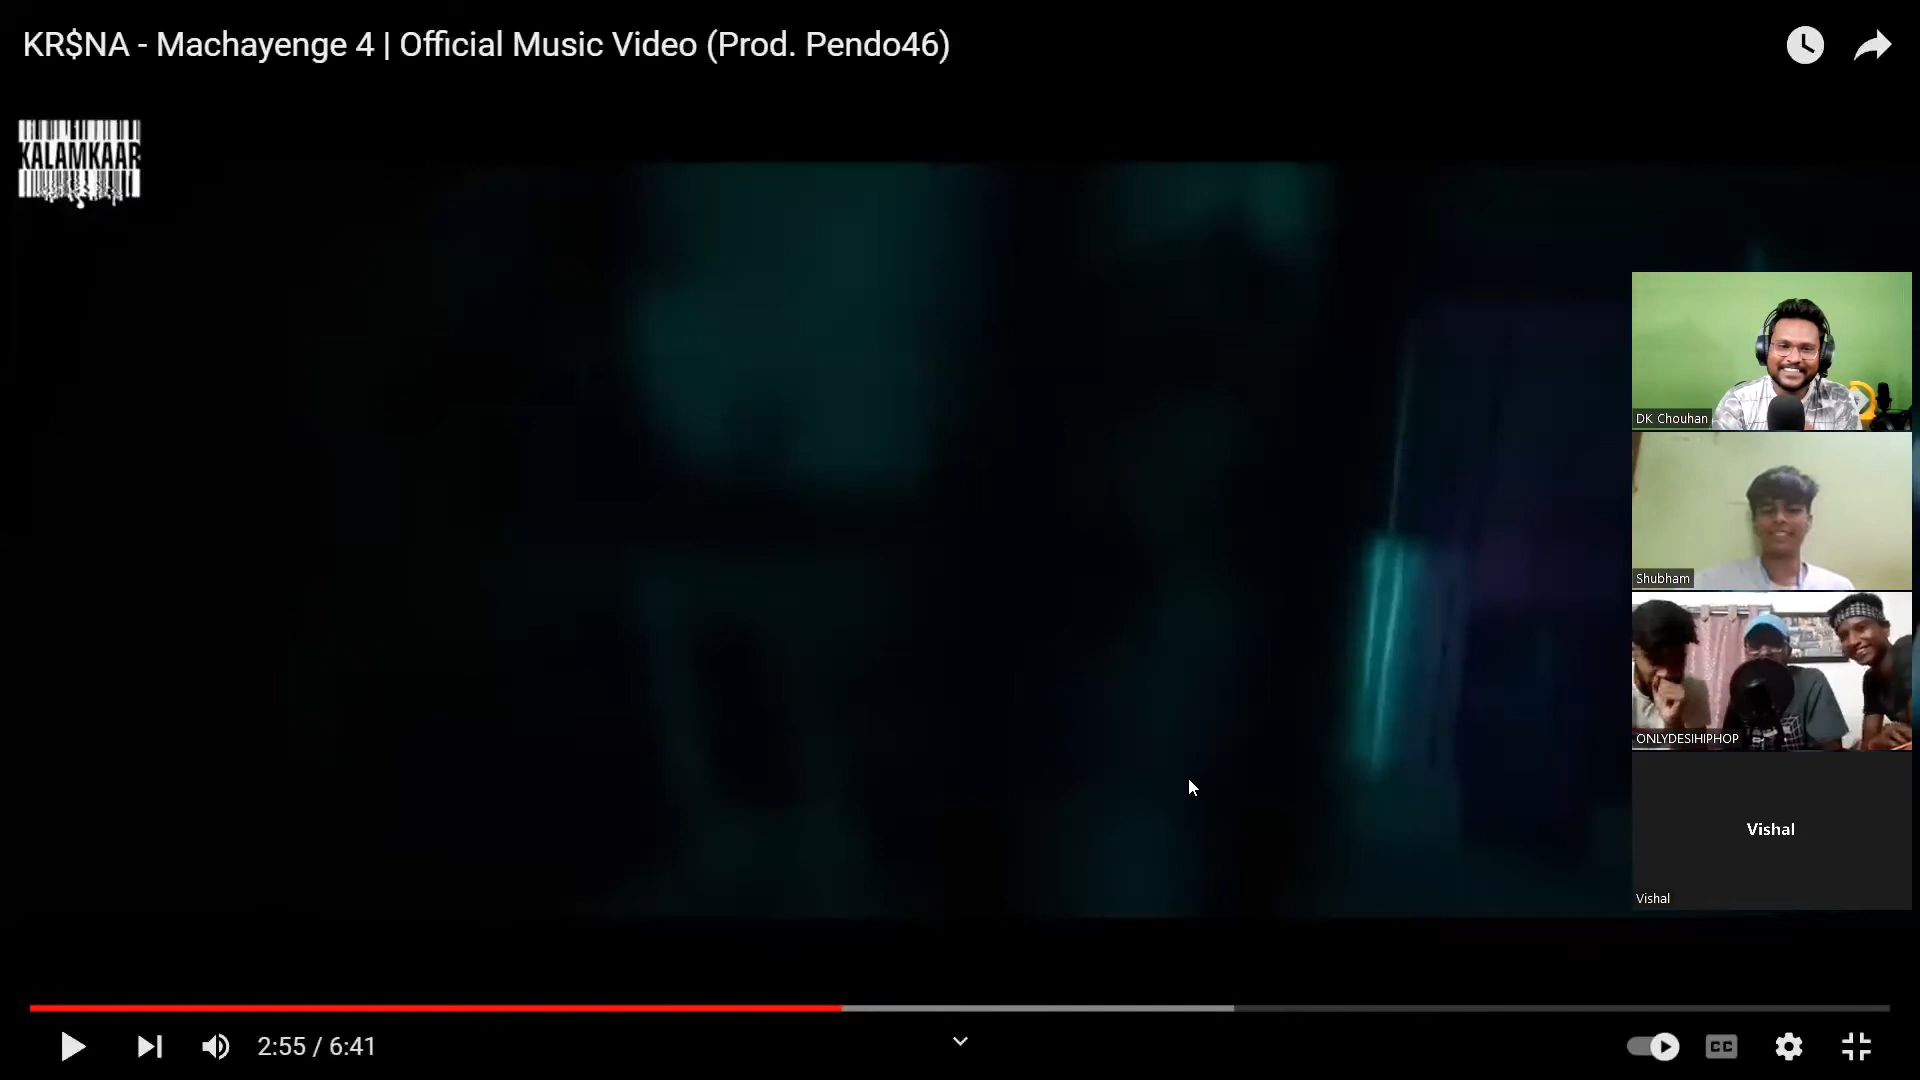 KR$NA - Machayenge 4 | Official Music Video (Prod. Pendo46)
KALAMKAAR
DK Chouhan
Shubham
ONLYDESIHIPHOP
Vishal
Vishal
2:55 / 6:41
CC